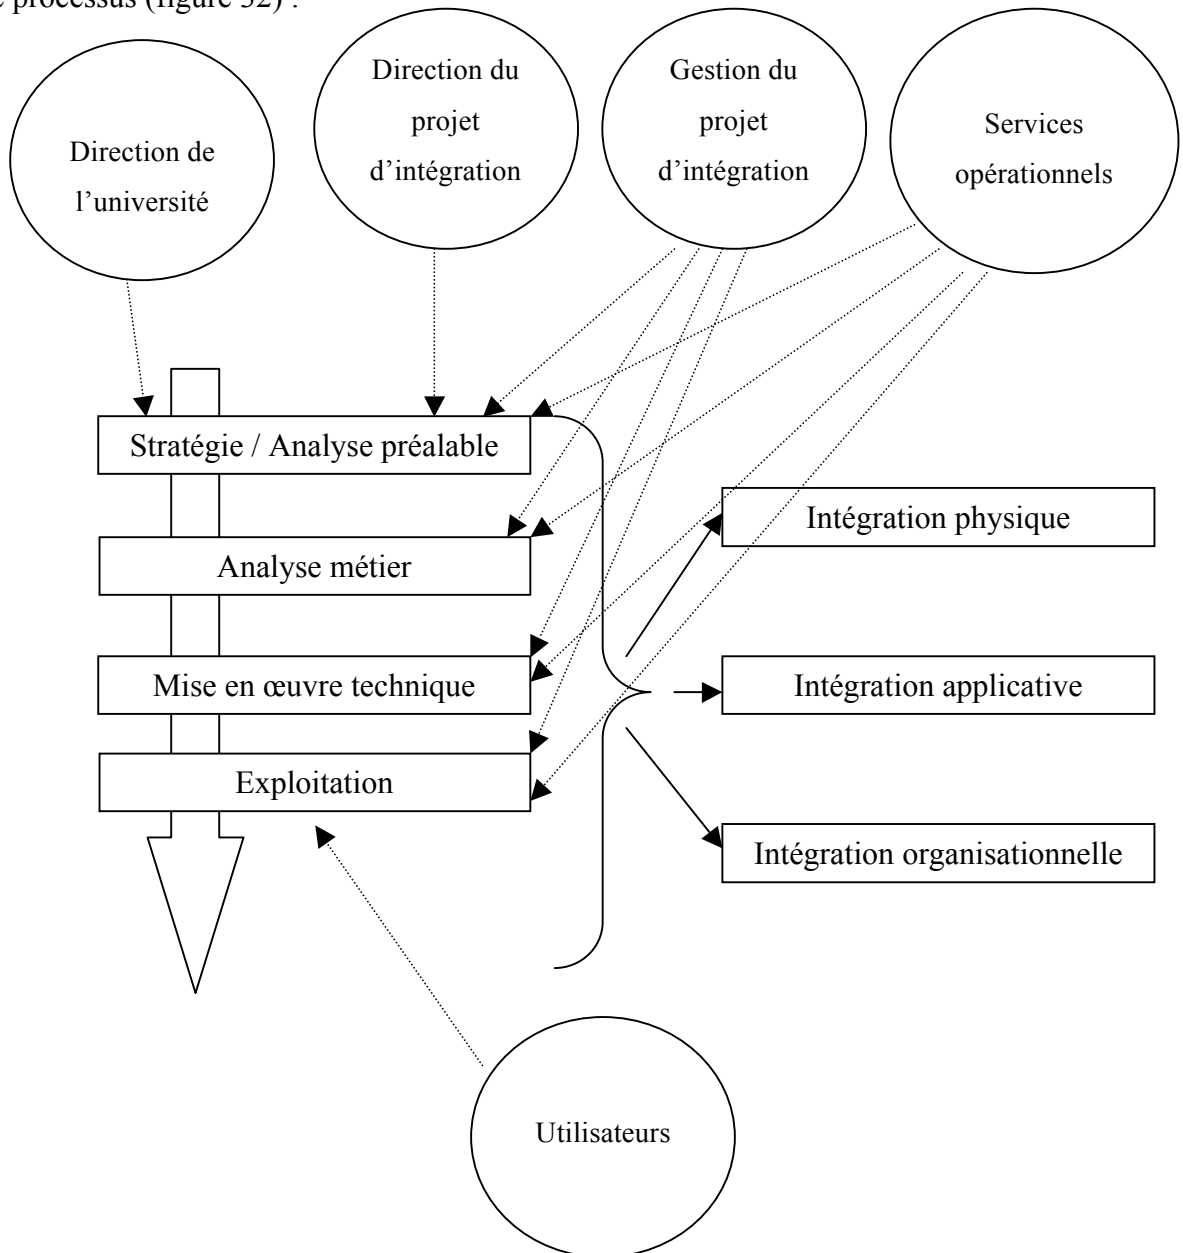 processus (figure 32) :
Direction de
l’université
Direction du
projet
d’intégration
Gestion du
projet
d’intégration
Services
opérationnels
Stratégie / Analyse préalable
Analyse métier
Mise en œuvre technique
Exploitation
Intégration physique
Intégration applicative
Intégration organisationnelle
Utilisateurs